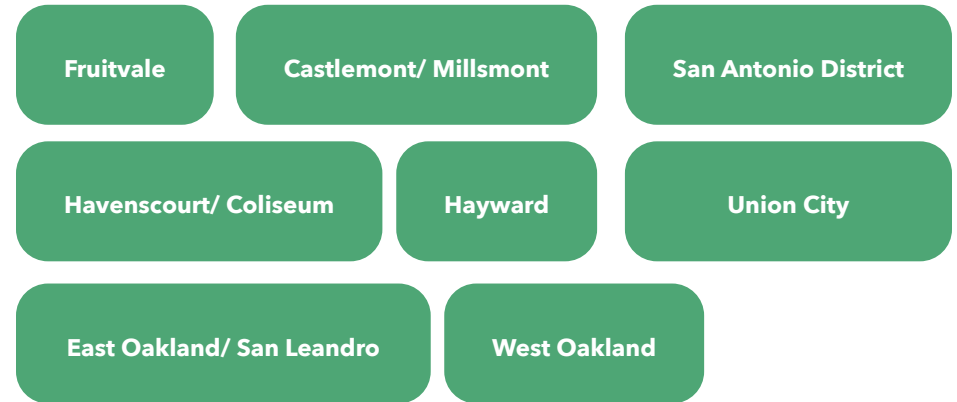 Fruitvale
Castlemont/ Millsmont
San Antonio District
Havenscourt/ Coliseum
Hayward
Union City
East Oakland/ San Leandro
West Oakland